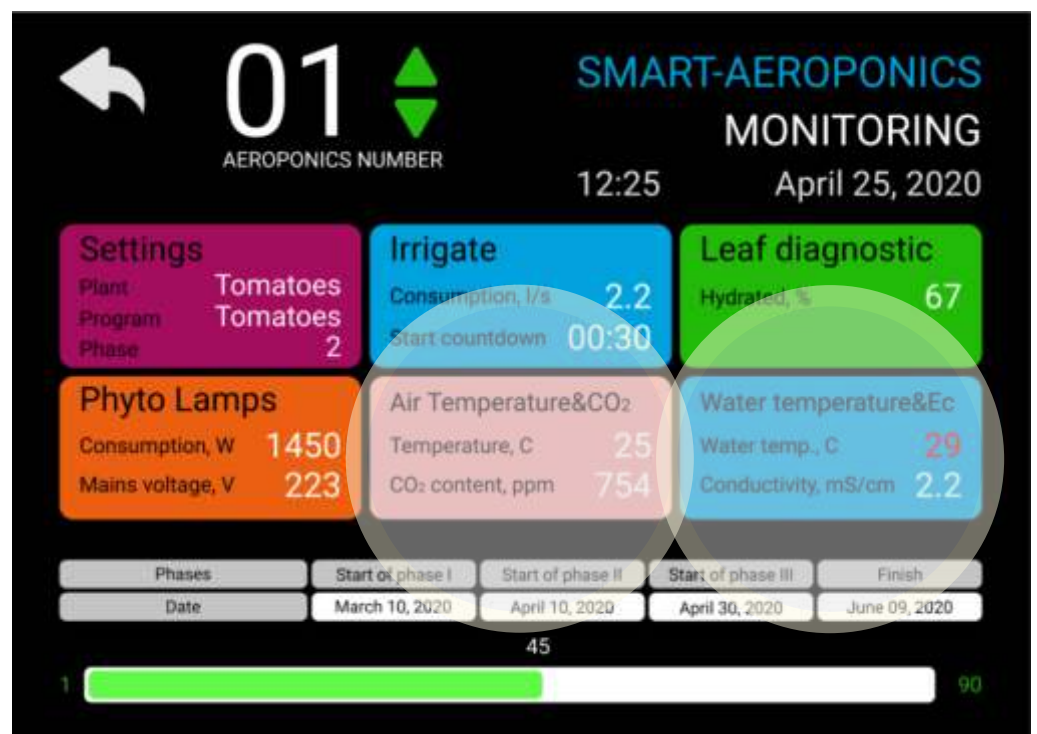 01
AEROPONICS NUMBER
SMART-AEROPONICS
MONITORING
12:25 April 25, 2020
Settings
Plant Tomatoes
Program Tomatoes
Phase 2
Irrigate
Consumption, l/s 2.2
Start countdown 00:30
Leaf diagnostic
Hydrated, % 67
Phyto Lamps
Consumption, W 1450
Mains voltage, V 223
Air Temperature&CO₂
Temperature, C 25
CO₂ content, ppm 754
Water temperature&Ec
Water temp., C 29
Conductivity, mS/cm 2.2
Phases Start of phase I Start of phase II Start of phase III Finish
Date March 10, 2020 April 10, 2020 April 30, 2020 June 09, 2020
45
1 90